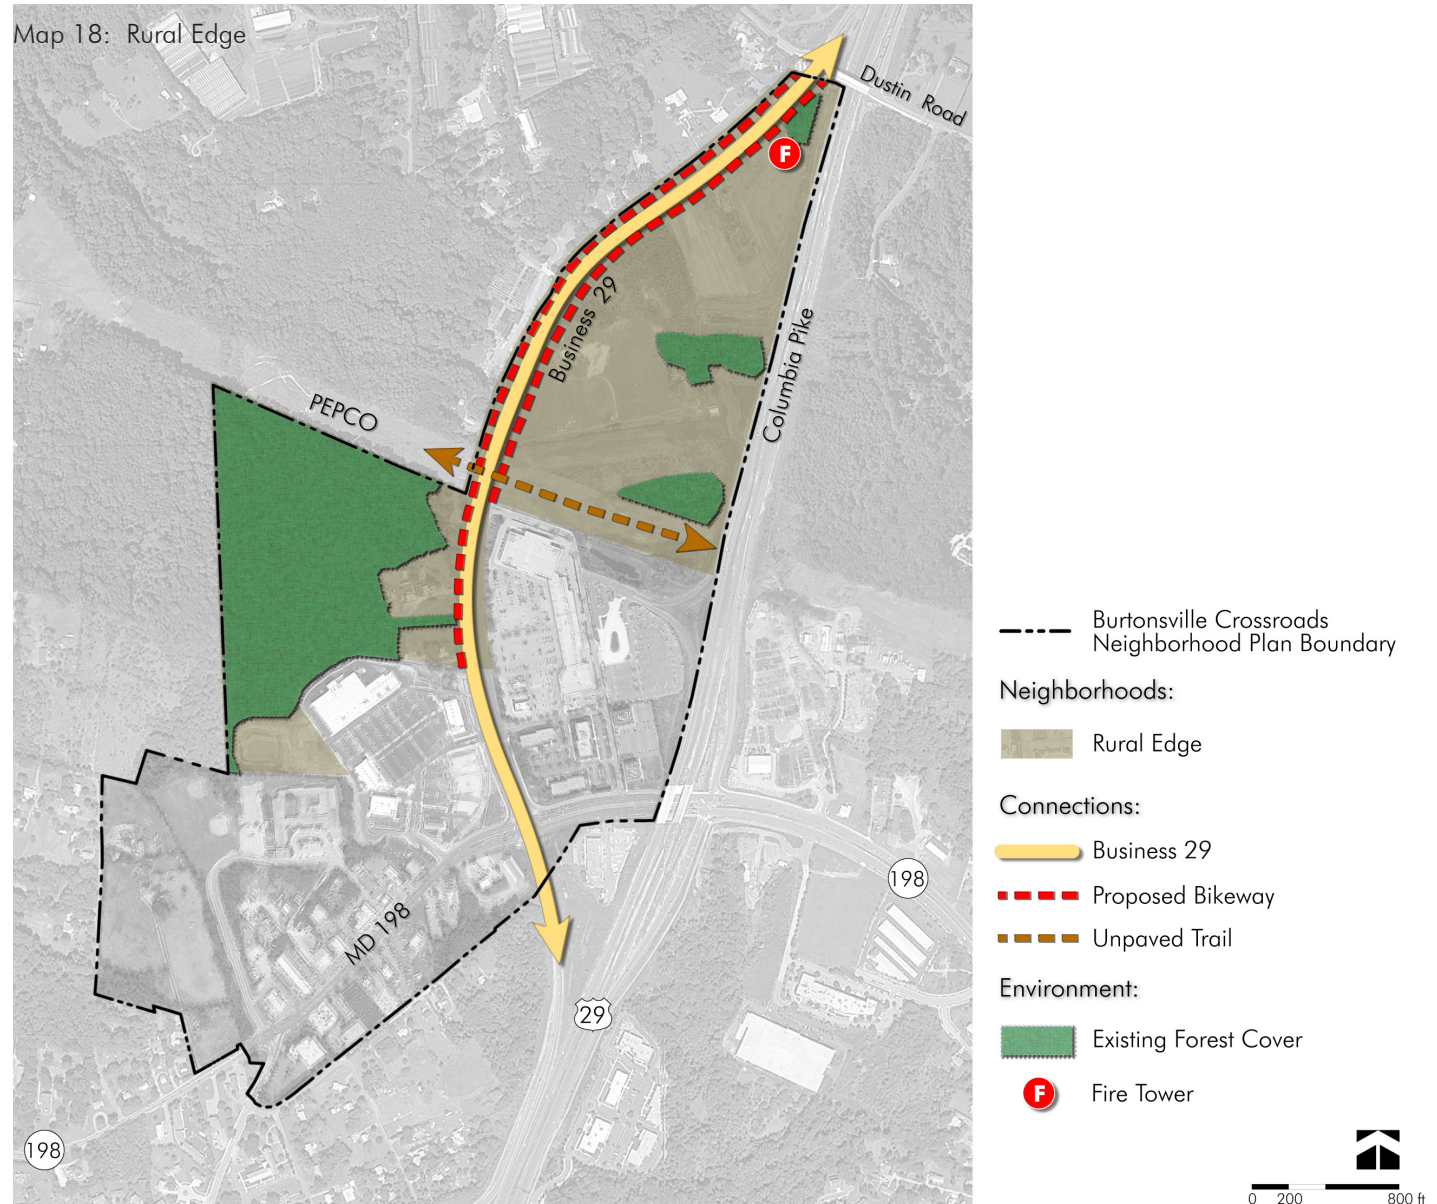 Map 18: Rural Edge
Dustin Road
F
Business 29
Columbia Pike
PEPCO
198
MD 198
29
198
Burtonsville Crossroads
Neighborhood Plan Boundary
Neighborhoods:
Rural Edge
Connections:
Business 29
Proposed Bikeway
Unpaved Trail
Environment:
Existing Forest Cover
F
Fire Tower
0 200 800 ft